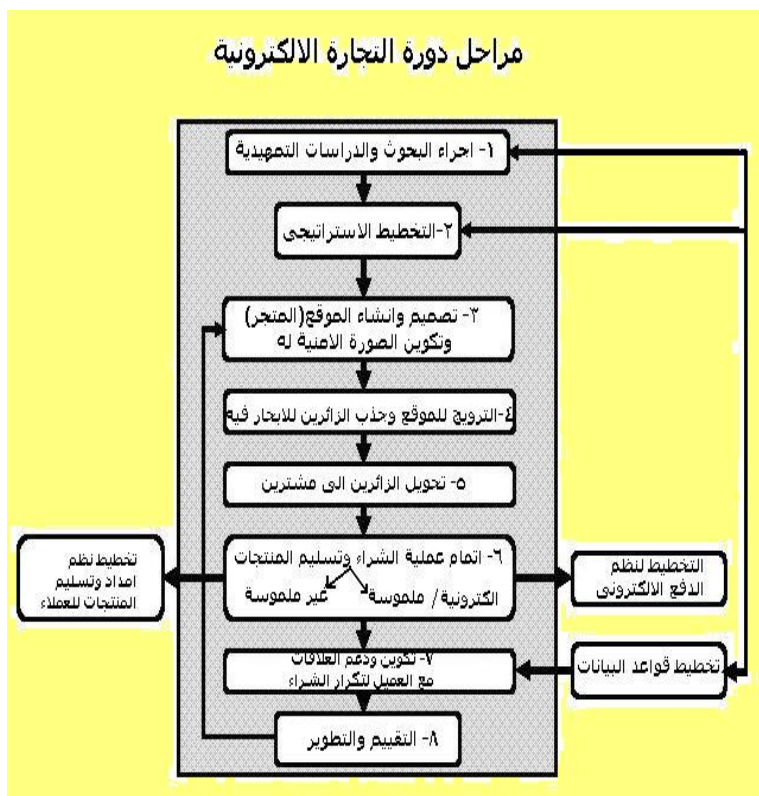 مراحل دورة التجارة الالكترونية
١- اجراء البحوث والدراسات التمهيدية
٢-التخطيط الاستراتيجى
٣- تصميم وانشاء الموقع(المتجر)
وتكوين الصورة الامنية له
٤-الترويج للموقع وجذب الزائرين للابحار فيه
٥- تحويل الزائرين الى مشترين
٦- اتمام عملية الشراء وتسليم المنتجات
الكترونية/ ملموسة غير ملموسة
التخطيط لنظم
الدفع الالكترونى
تخطيط نظم
امداد وتسليم
المنتجات للعملاء
٧- تكوين ودعم العلاقات
مع العميل لتكرار الشراء
تخطيط قواعد البيانات
٨- التقييم والتطوير